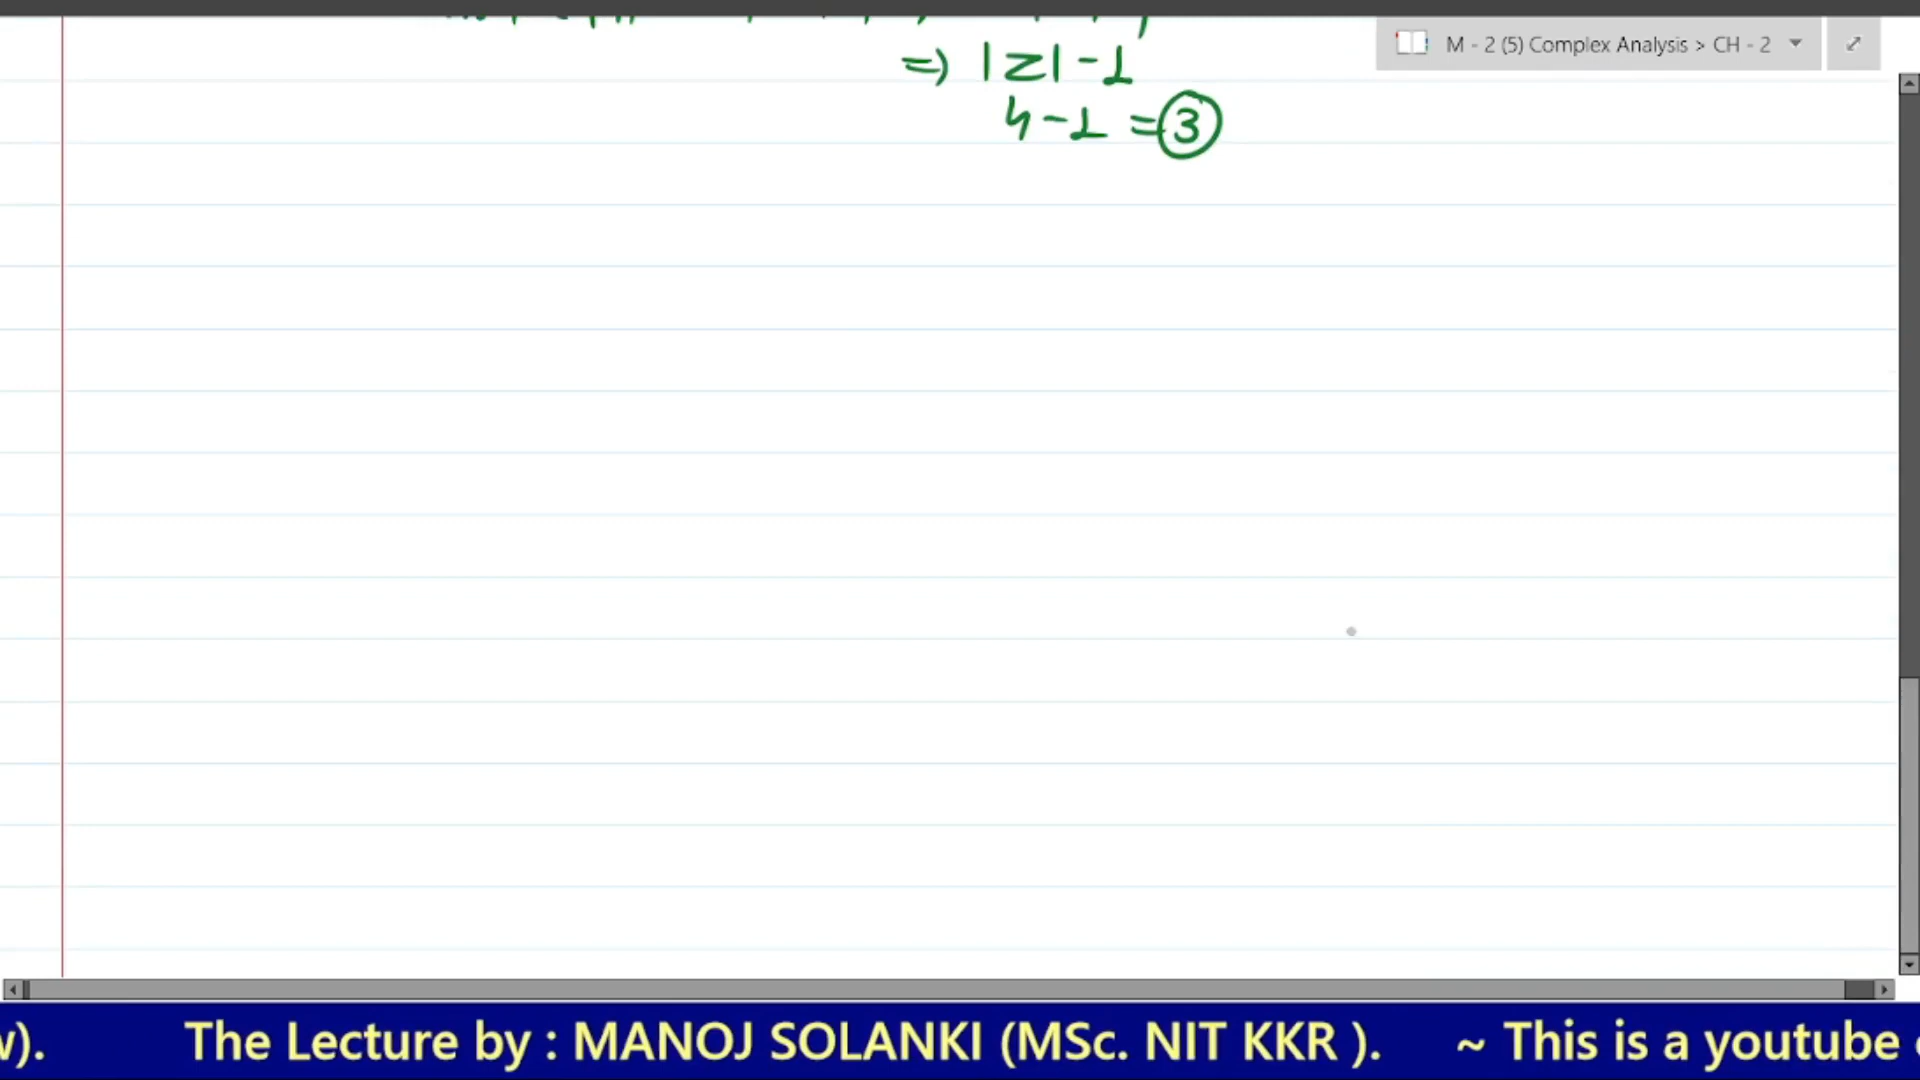 M - 2 (5) Complex Analysis > CH - 2
=> |Z| - 1
4 - 1 = 3
w). The Lecture by : MANOJ SOLANKI (MSc. NIT KKR ). ~ This is a youtube